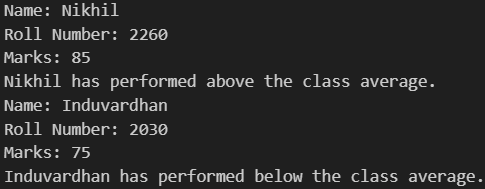 Name: Nikhil
Roll Number: 2260
Marks: 85
Nikhil has performed above the class average.
Name: Induvardhan
Roll Number: 2030
Marks: 75
Induvardhan has performed below the class average.